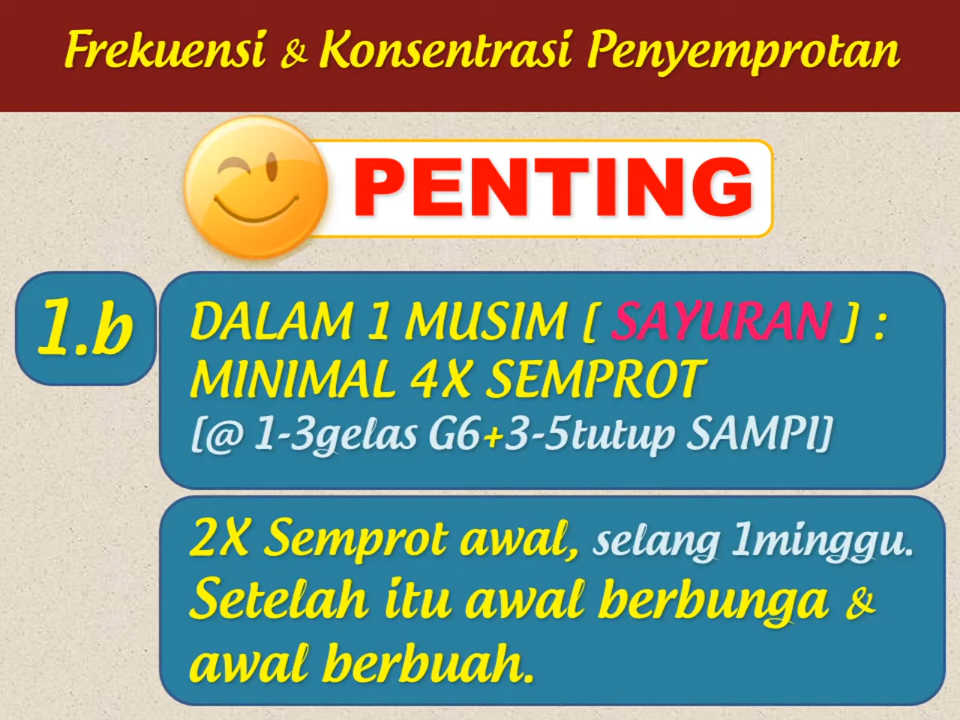 Frekuensi & Konsentrasi Penyemprotan
PENTING
1.b
DALAM 1 MUSIM [ SAYURAN ] :
MINIMAL 4X SEMPROT
[@ 1-3gelas G6+3-5tutup SAMPI]
2X Semprot awal, selang 1minggu.
Setelah itu awal berbunga &
awal berbuah.